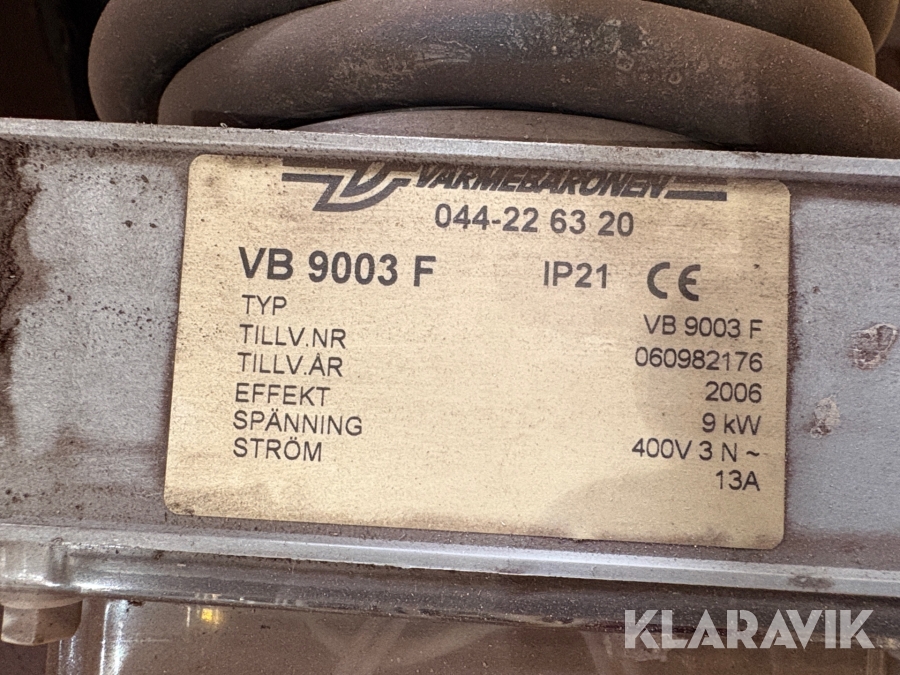 VÄRMEBARONEN
044-22 63 20
VB 9003 F IP21 CE
TYP VB 9003 F
TILLV.NR 060982176
TILLV.ÅR 2006
EFFEKT 9 kW
SPÄNNING 400V 3 N ~
STRÖM 13A
KLARAVIK